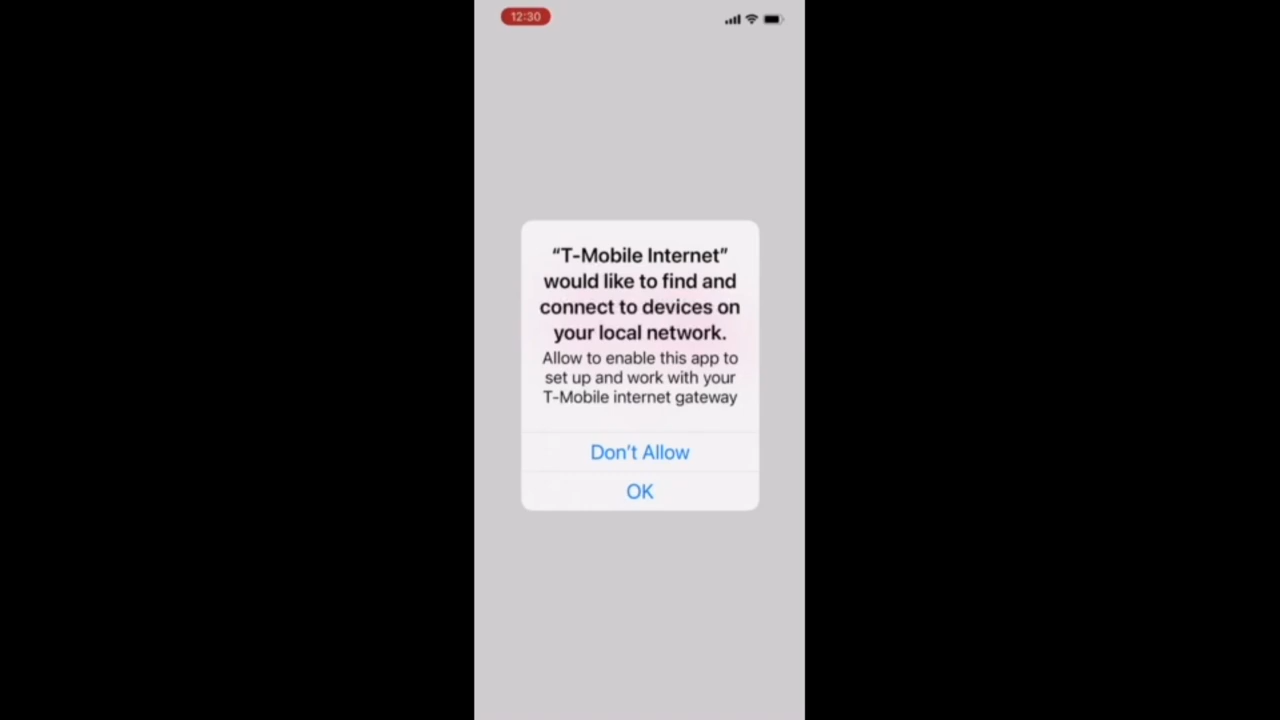 12:30
“T-Mobile Internet”
would like to find and
connect to devices on
your local network.
Allow to enable this app to
set up and work with your
T-Mobile internet gateway
Don’t Allow
OK